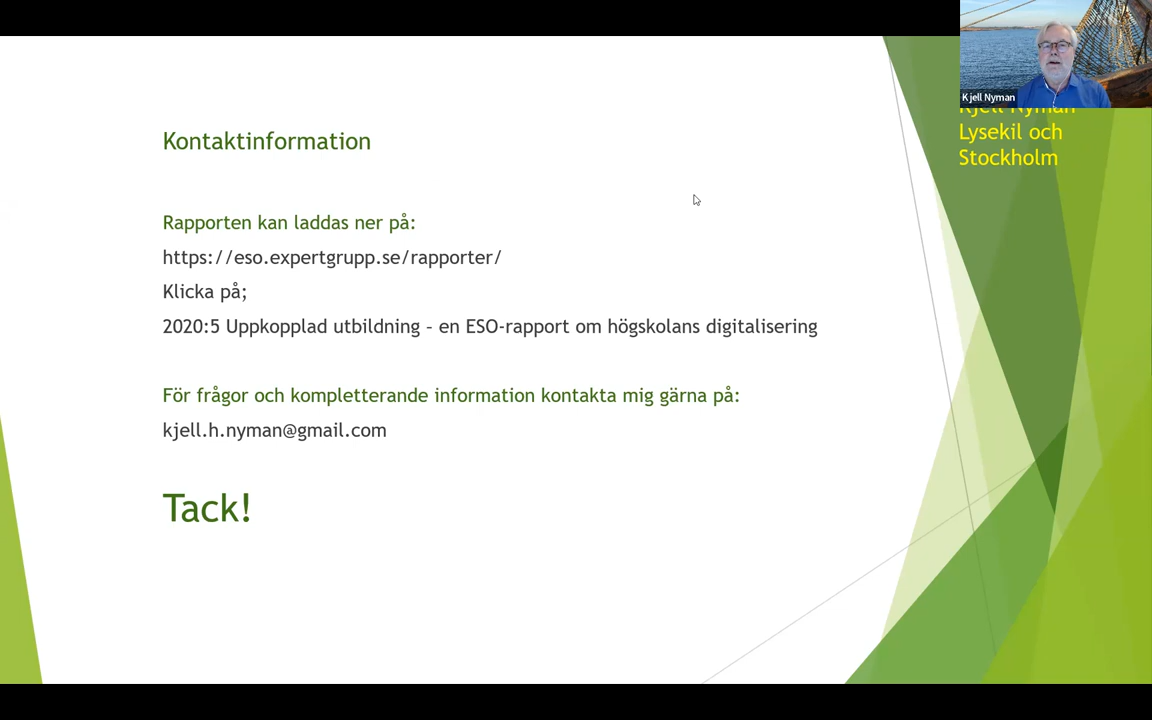 Kjell Nyman
Kjell Nyman
Lysekil och
Stockholm
Kontaktinformation
Rapporten kan laddas ner på:
https://eso.expertgrupp.se/rapporter/
Klicka på;
2020:5 Uppkopplad utbildning – en ESO-rapport om högskolans digitalisering
För frågor och kompletterande information kontakta mig gärna på:
kjell.h.nyman@gmail.com
Tack!